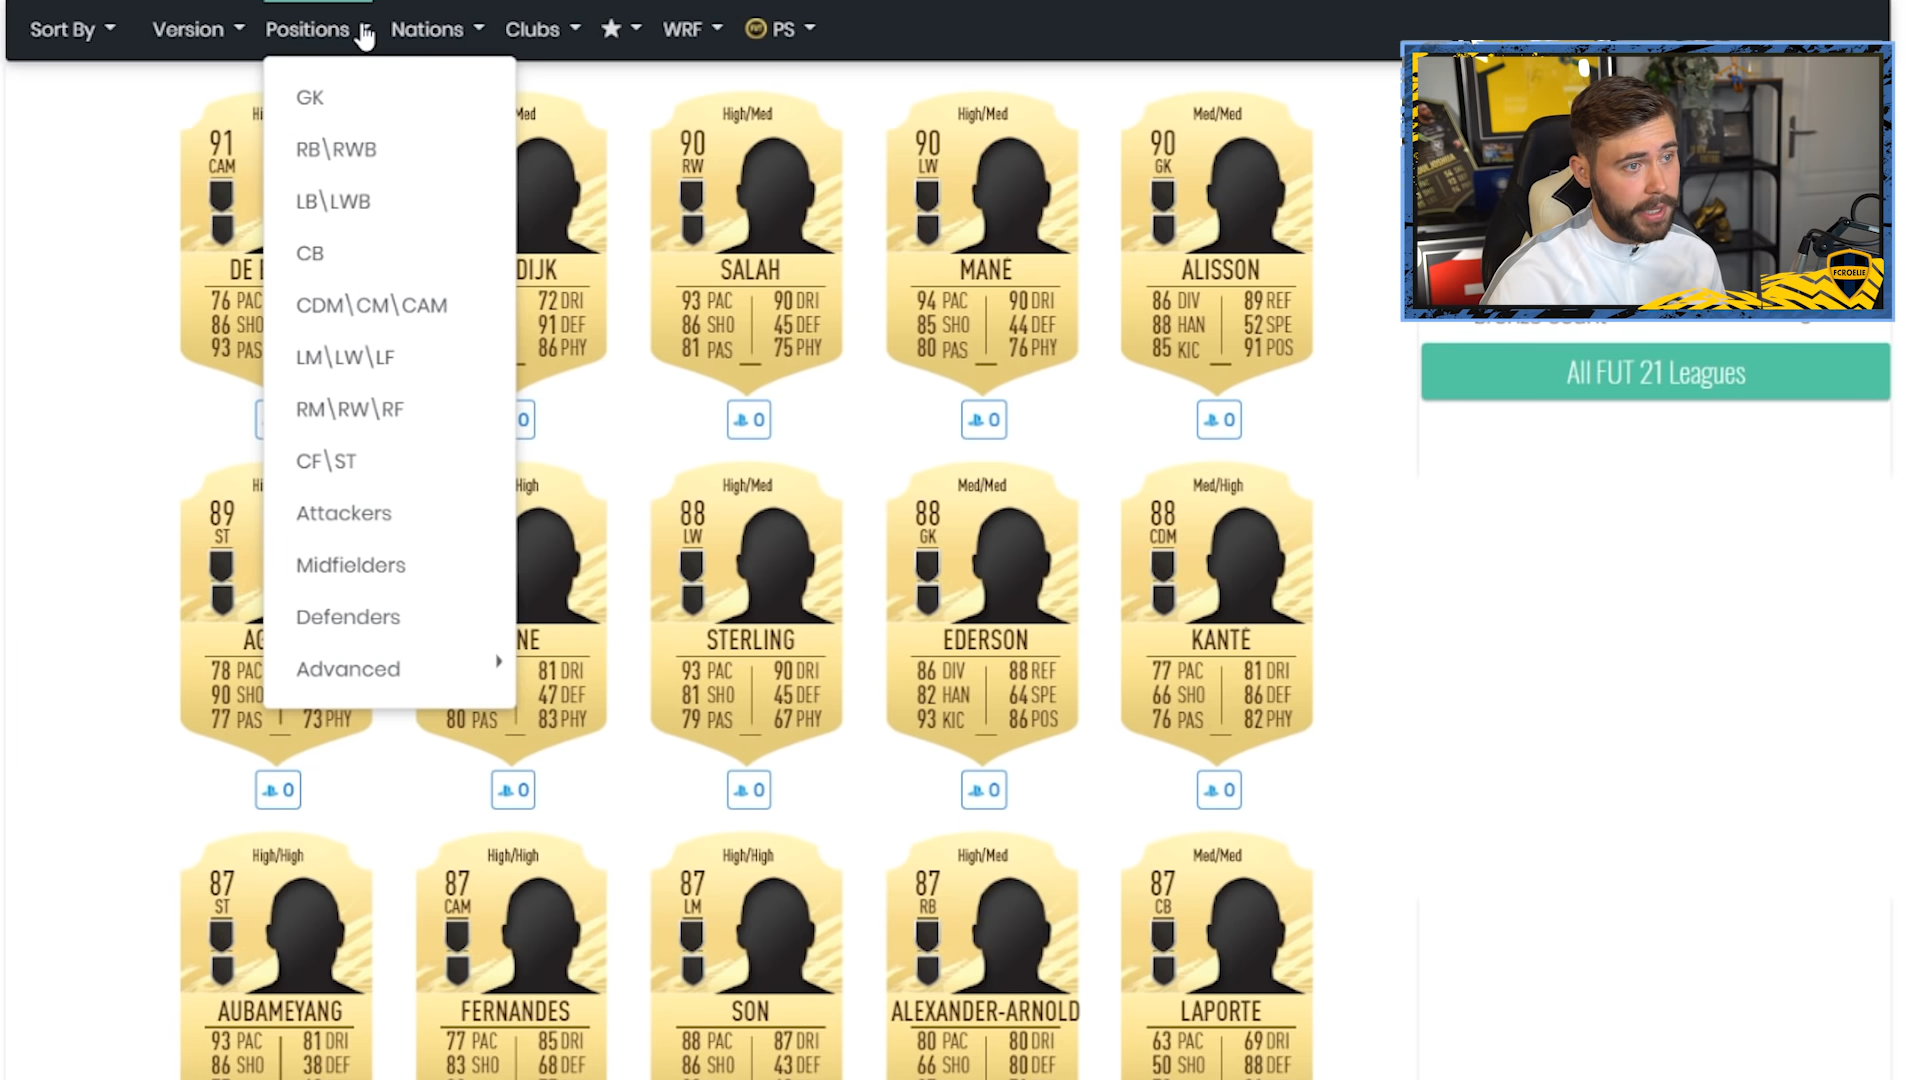 Sort By Version Positions Nations Clubs ★ WRF PS
GK
RB\RWB
LB\LWB
CB
CDM\CM\CAM
LM\LW\LF
RM\RW\RF
CF\ST
Attackers
Midfielders
Defenders
Advanced
91
CAM
76 PAC
86 SHO
93 PAS
Med
DIJK
72 DRI
91 DEF
86 PHY
0
High/Med
90
RW
SALAH
93 PAC 90 DRI
86 SHO 45 DEF
81 PAS 75 PHY
0
High/Med
90
LW
MANÉ
94 PAC 90 DRI
85 SHO 44 DEF
80 PAS 76 PHY
0
Med/Med
90
GK
ALISSON
86 DIV 89 REF
88 HAN 52 SPE
85 KIC 91 POS
0
FCROELIE
All FUT 21 Leagues
89
ST
78 PAC
90 SHO
77 PAS 73 PHY
0
High
NE
81 DRI
47 DEF
80 PAS 83 PHY
0
High/Med
88
LW
STERLING
93 PAC 90 DRI
81 SHO 45 DEF
79 PAS 67 PHY
0
Med/Med
88
GK
EDERSON
86 DIV 88 REF
82 HAN 64 SPE
93 KIC 86 POS
0
Med/High
88
CDM
KANTÉ
77 PAC 81 DRI
66 SHO 86 DEF
76 PAS 82 PHY
0
High/High
87
ST
AUBAMEYANG
93 PAC 81 DRI
86 SHO 38 DEF
High/High
87
CAM
FERNANDES
77 PAC 85 DRI
83 SHO 68 DEF
High/High
87
LM
SON
88 PAC 87 DRI
86 SHO 43 DEF
High/Med
87
RB
ALEXANDER-ARNOLD
80 PAC 80 DRI
66 SHO 80 DEF
Med/Med
87
CB
LAPORTE
63 PAC 69 DRI
50 SHO 88 DEF